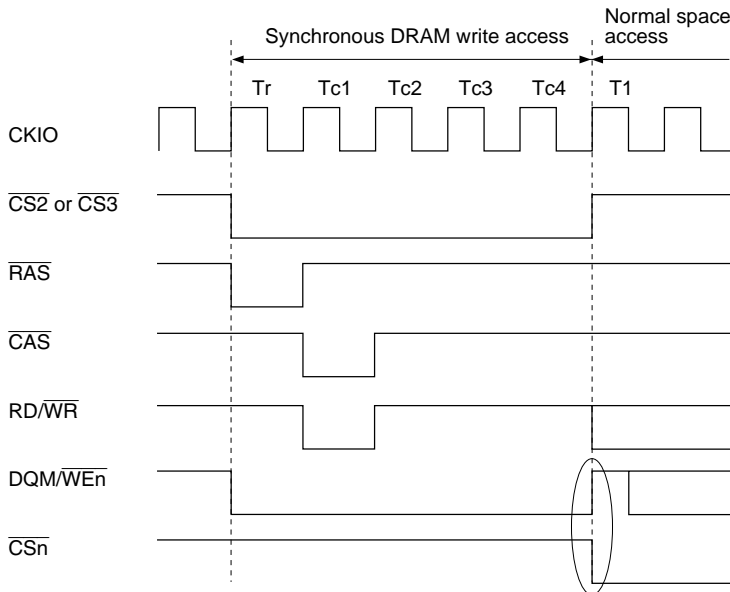 Synchronous DRAM write access
Normal space
access
Tr Tc1 Tc2 Tc3 Tc4 T1
CKIO
CS2 or CS3
RAS
CAS
RD/WR
DQM/WEn
CSn